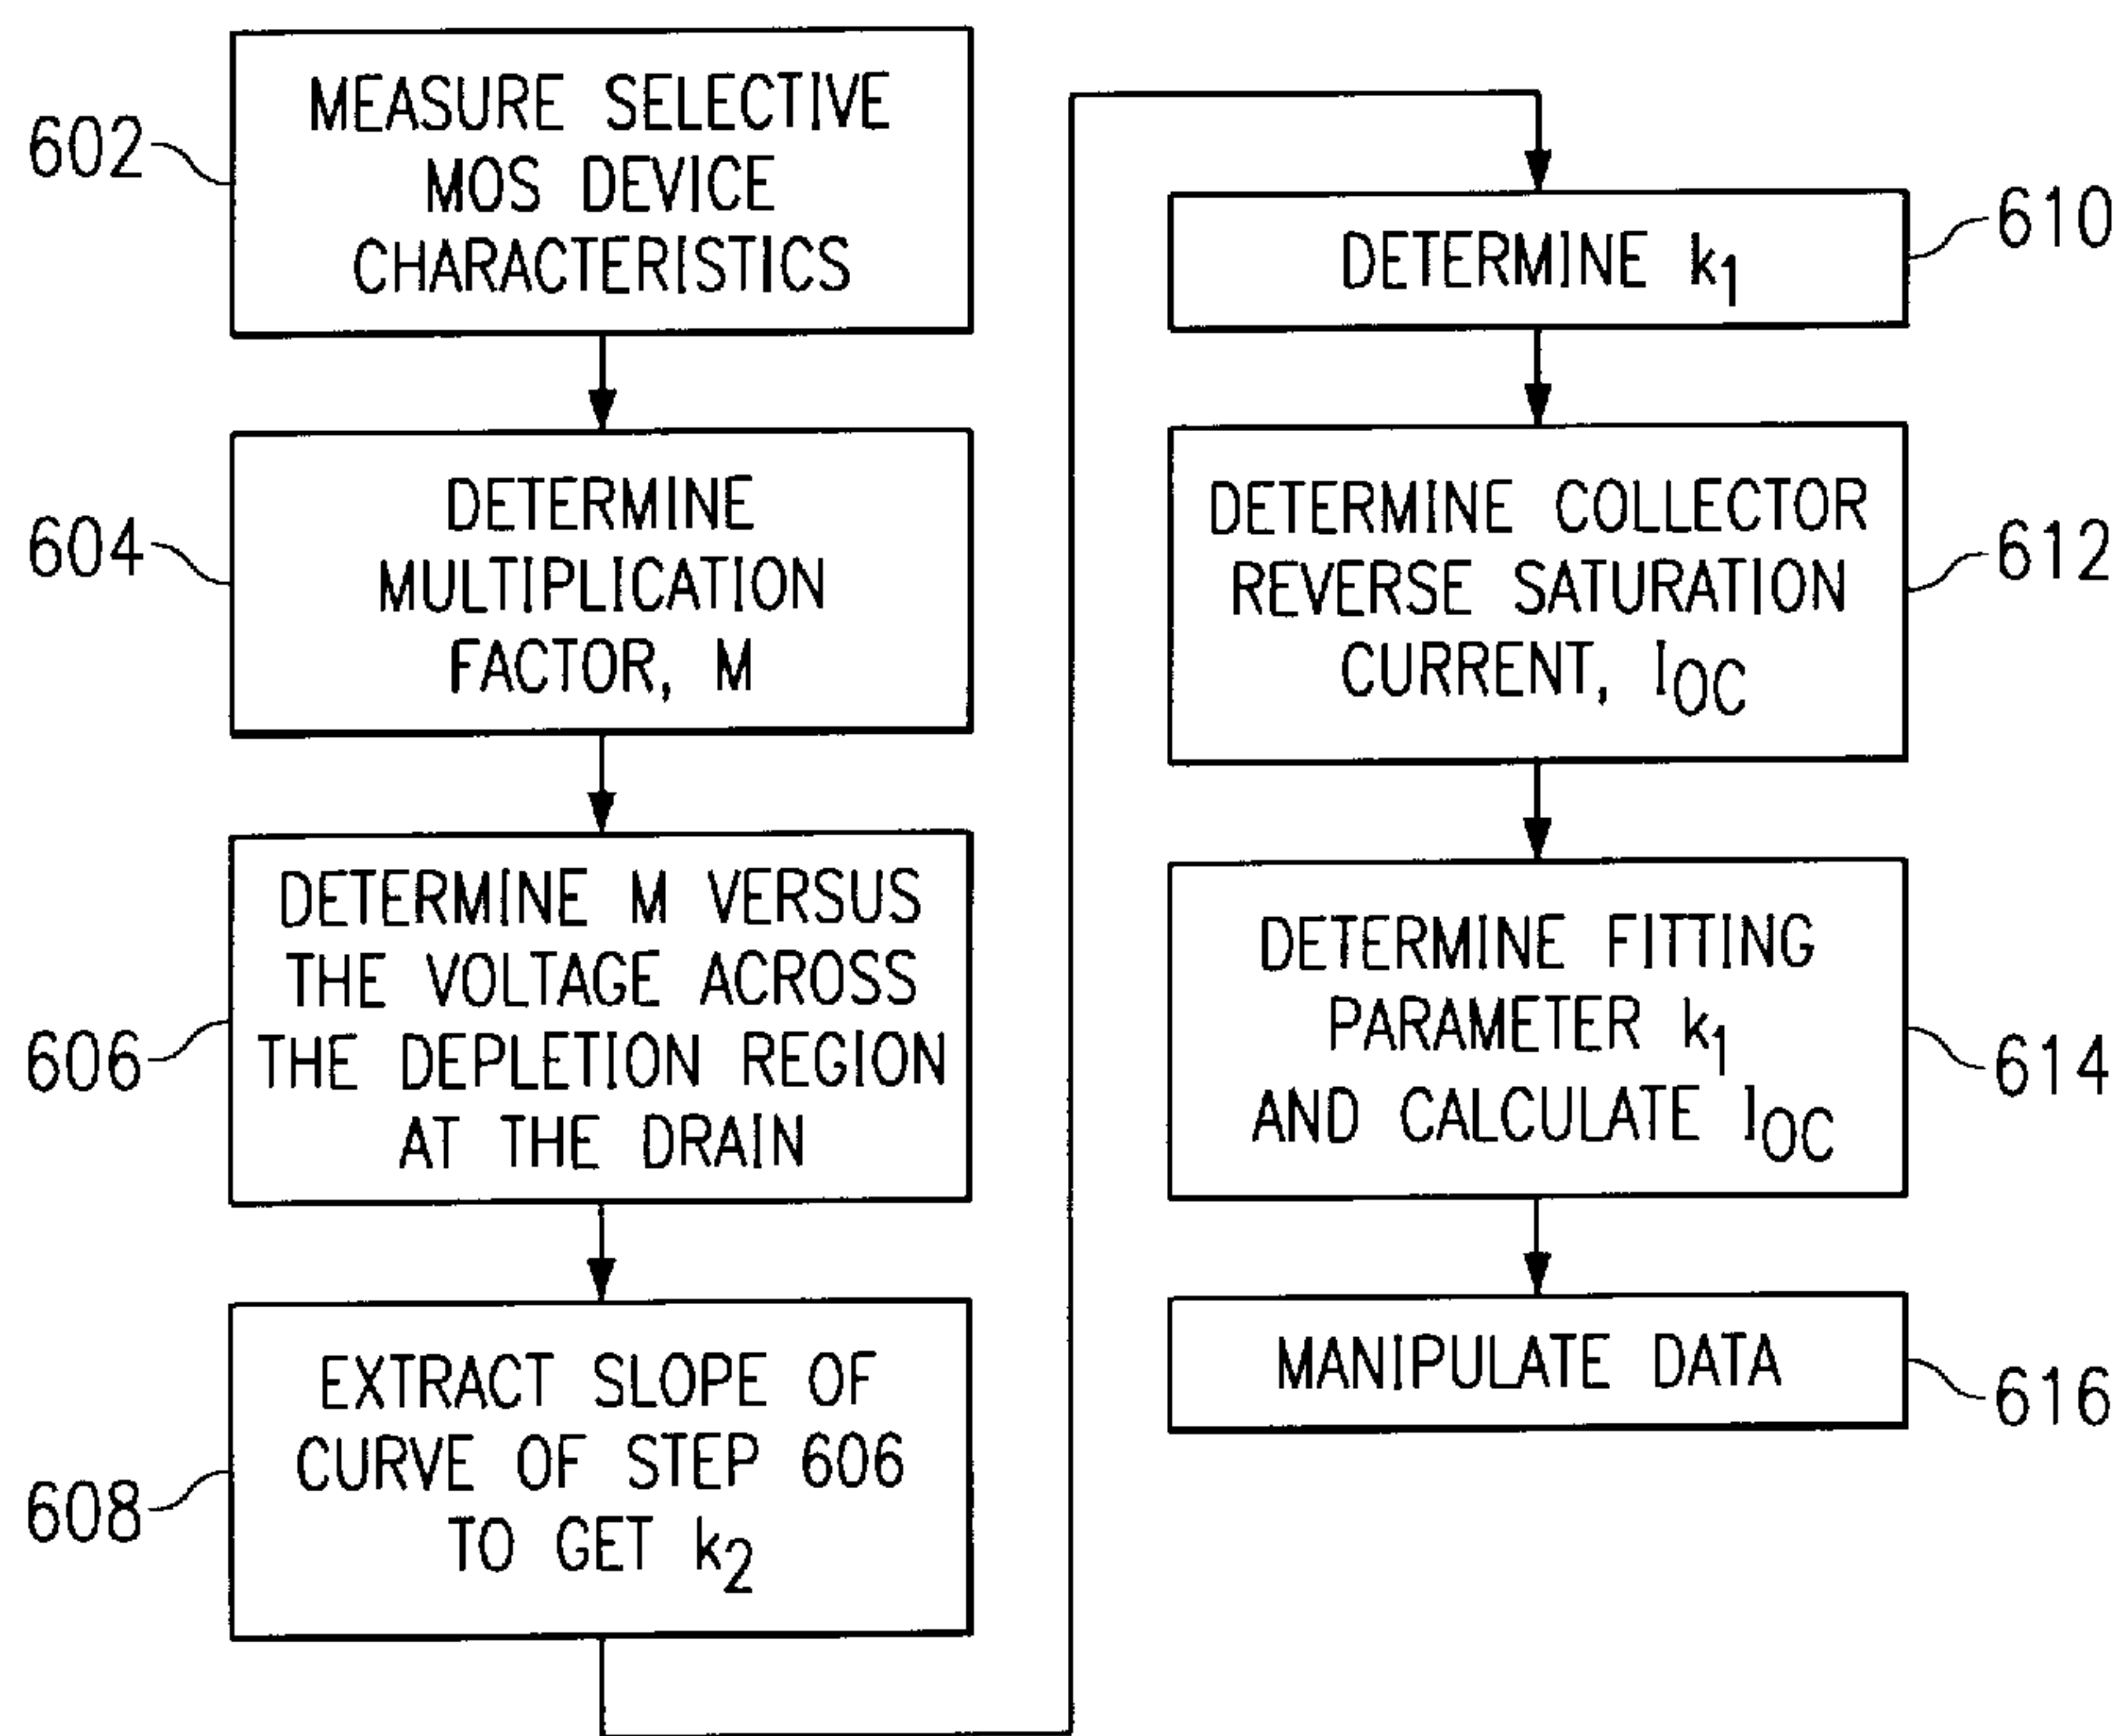 602
MEASURE SELECTIVE
MOS DEVICE
CHARACTERISTICS
604
DETERMINE
MULTIPLICATION
FACTOR, M
606
DETERMINE M VERSUS
THE VOLTAGE ACROSS
THE DEPLETION REGION
AT THE DRAIN
608
EXTRACT SLOPE OF
CURVE OF STEP 606
TO GET k₂
610
DETERMINE k₁
612
DETERMINE COLLECTOR
REVERSE SATURATION
CURRENT, I_OC
614
DETERMINE FITTING
PARAMETER k₁
AND CALCULATE I_OC
616
MANIPULATE DATA